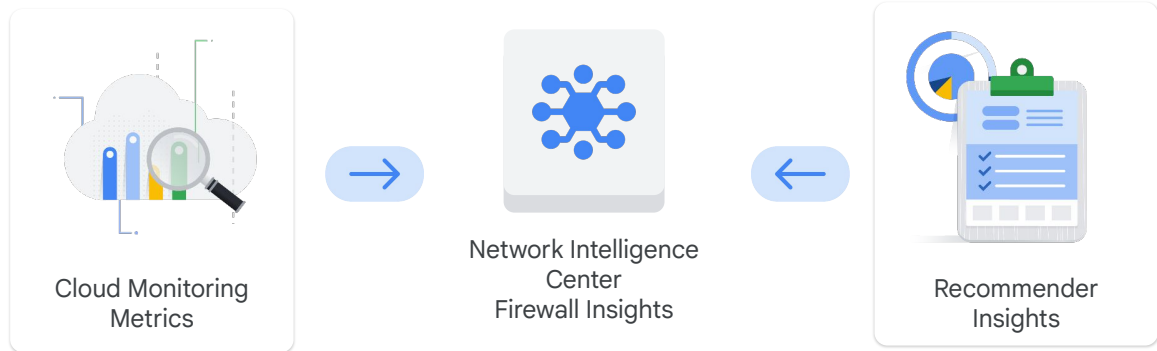 Cloud Monitoring
Metrics
Network Intelligence
Center
Firewall Insights
Recommender
Insights